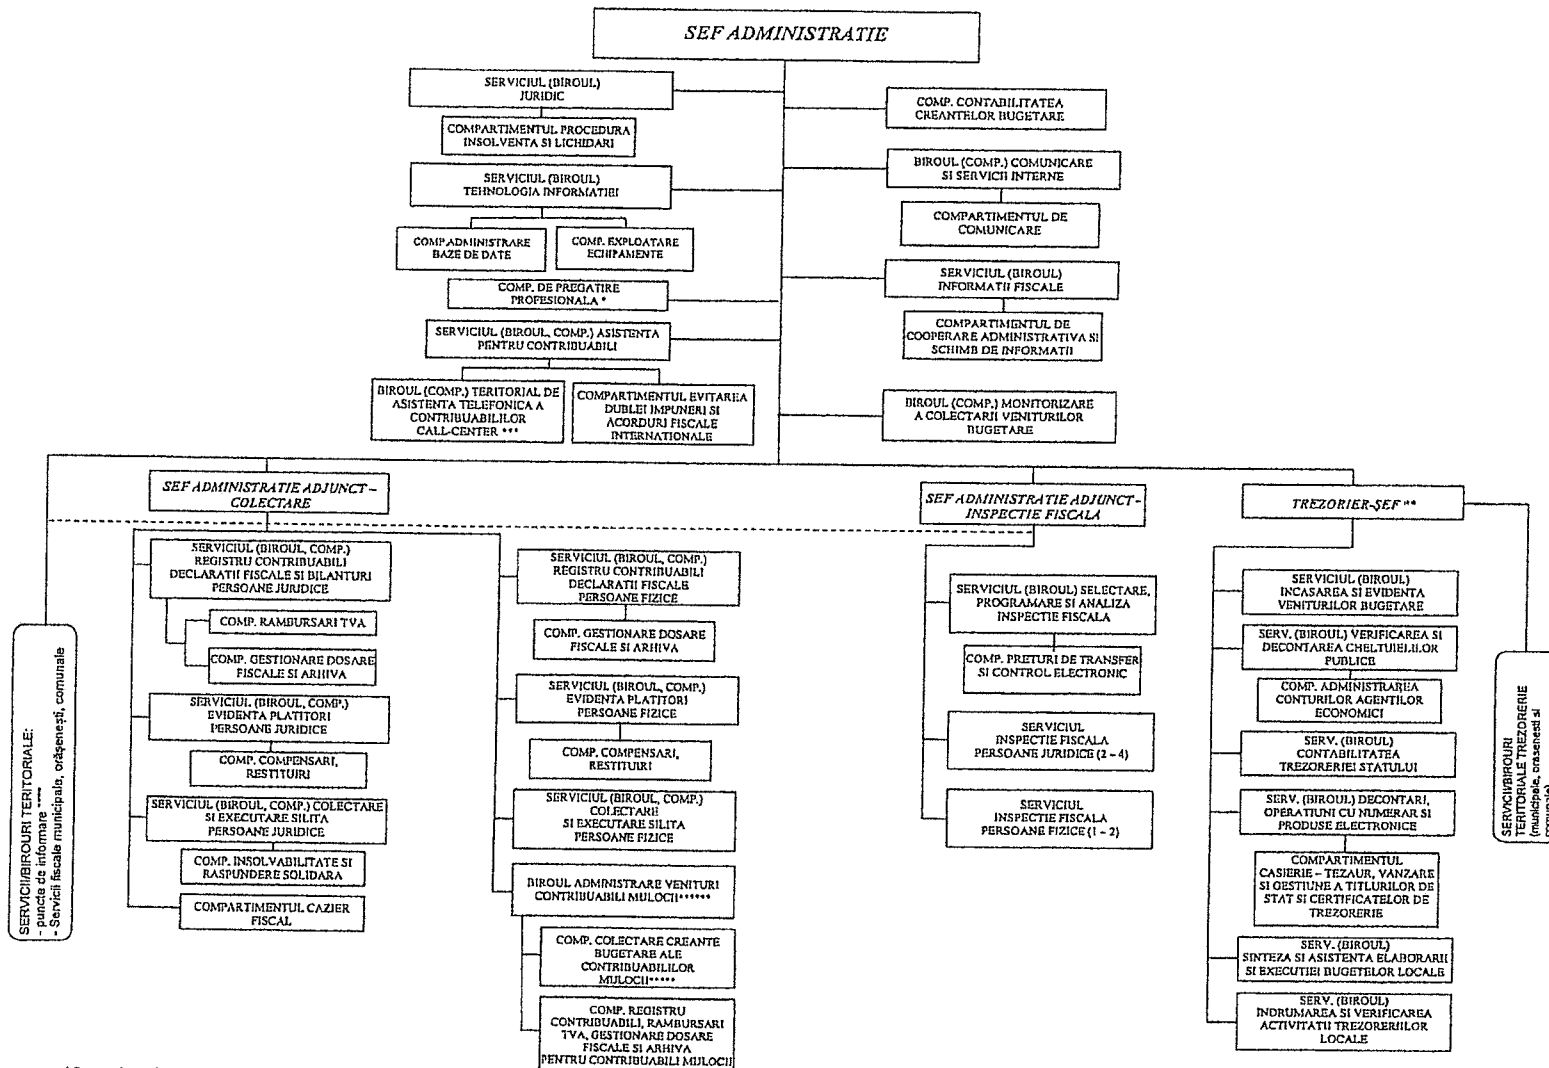 SEF ADMINISTRATIE
SERVICIUL (BIROUL)
JURIDIC
COMPARTIMENTUL PROCEDURA
INSOLVENTA SI LICHIDARI
SERVICIUL (BIROUL)
TEHNOLOGIA INFORMATIEI
COMP.ADMINISTRARE
BAZE DE DATE
COMP. EXPLOATARE
ECHIPAMENTE
COMP. DE PREGATIRE
PROFESIONALA *
SERVICIUL (BIROUL, COMP.) ASISTENTA
PENTRU CONTRIBUABILI
BIROUL (COMP.) TERITORIAL DE
ASISTENTA TELEFONICA A
CONTRIBUABILILOR
CALL-CENTER ***
COMPARTIMENTUL EVITAREA
DUBLEI IMPUNERI SI
ACORDURI FISCALE
INTERNATIONALE
COMP. CONTABILITATEA
CREANTELOR BUGETARE
BIROUL (COMP.) COMUNICARE
SI SERVICII INTERNE
COMPARTIMENTUL DE
COMUNICARE
SERVICIUL (BIROUL)
INFORMATII FISCALE
COMPARTIMENTUL DE
COOPERARE ADMINISTRATIVA SI
SCHIMB DE INFORMATII
BIROUL (COMP.) MONITORIZARE
A COLECTARII VENITURILOR
BUGETARE
SERVICII/BIROURI TERITORIALE:
- puncte de informare ****
- Servicii fiscale municipale, orăşeneşti, comunale
SEF ADMINISTRATIE ADJUNCT –
COLECTARE
SERVICIUL (BIROUL, COMP.)
REGISTRU CONTRIBUABILI
DECLARATII FISCALE SI BILANTURI
PERSOANE JURIDICE
COMP. RAMBURSARI TVA
COMP. GESTIONARE DOSARE
FISCALE SI ARHIVA
SERVICIUL (BIROUL, COMP.)
EVIDENTA PLATITORI
PERSOANE JURIDICE
COMP. COMPENSARI,
RESTITUIRI
SERVICIUL (BIROUL, COMP.) COLECTARE
SI EXECUTARE SILITA
PERSOANE JURIDICE
COMP. INSOLVABILITATE SI
RASPUNDERE SOLIDARA
COMPARTIMENTUL CAZIER
FISCAL
SERVICIUL (BIROUL, COMP.)
REGISTRU CONTRIBUABILI
DECLARATII FISCALE
PERSOANE FIZICE
COMP. GESTIONARE DOSARE
FISCALE SI ARHIVA
SERVICIUL (BIROUL, COMP.)
EVIDENTA PLATITORI
PERSOANE FIZICE
COMP. COMPENSARI,
RESTITUIRI
SERVICIUL (BIROUL, COMP.)
COLECTARE
SI EXECUTARE SILITA
PERSOANE FIZICE
BIROUL ADMINISTRARE VENITURI
CONTRIBUABILI MIJLOCII******
COMP. COLECTARE CREANTE
BUGETARE ALE
CONTRIBUABILILOR
MIJLOCII*****
COMP. REGISTRU
CONTRIBUABILI, RAMBURSARI
TVA, GESTIONARE DOSARE
FISCALE SI ARHIVA
PENTRU CONTRIBUABILI MIJLOCII
SEF ADMINISTRATIE ADJUNCT-
INSPECTIE FISCALA
SERVICIUL (BIROUL) SELECTARE,
PROGRAMARE SI ANALIZA
INSPECTIE FISCALA
COMP. PRETURI DE TRANSFER
SI CONTROL ELECTRONIC
SERVICIUL
INSPECTIE FISCALA
PERSOANE JURIDICE (2 – 4)
SERVICIUL
INSPECTIE FISCALA
PERSOANE FIZICE (1 – 2)
TREZORIER-ŞEF **
SERVICIUL (BIROUL)
INCASAREA SI EVIDENTA
VENITURILOR BUGETARE
SERV. (BIROUL) VERIFICAREA SI
DECONTAREA CHELTUIELILOR
PUBLICE
COMP. ADMINISTRAREA
CONTURILOR AGENTILOR
ECONOMICI
SERV. (BIROUL)
CONTABILITATEA
TREZORERIEI STATULUI
SERV. (BIROUL) DECONTARI,
OPERATIUNI CU NUMERAR SI
PRODUSE ELECTRONICE
COMPARTIMENTUL
CASIERIE – TEZAUR, VANZARE
SI GESTIUNE A TITLURILOR DE
STAT SI CERTIFICATELOR DE
TREZORERIE
SERV. (BIROUL)
SINTEZA SI ASISTENTA ELABORARII
SI EXECUTIEI BUGETELOR LOCALE
SERV. (BIROUL)
INDRUMAREA SI VERIFICAREA
ACTIVITATII TREZORERIILOR
LOCALE
SERVICII/BIROURI
TERITORIALE TREZORERIE
(municipale, orasenesti si
comunale)